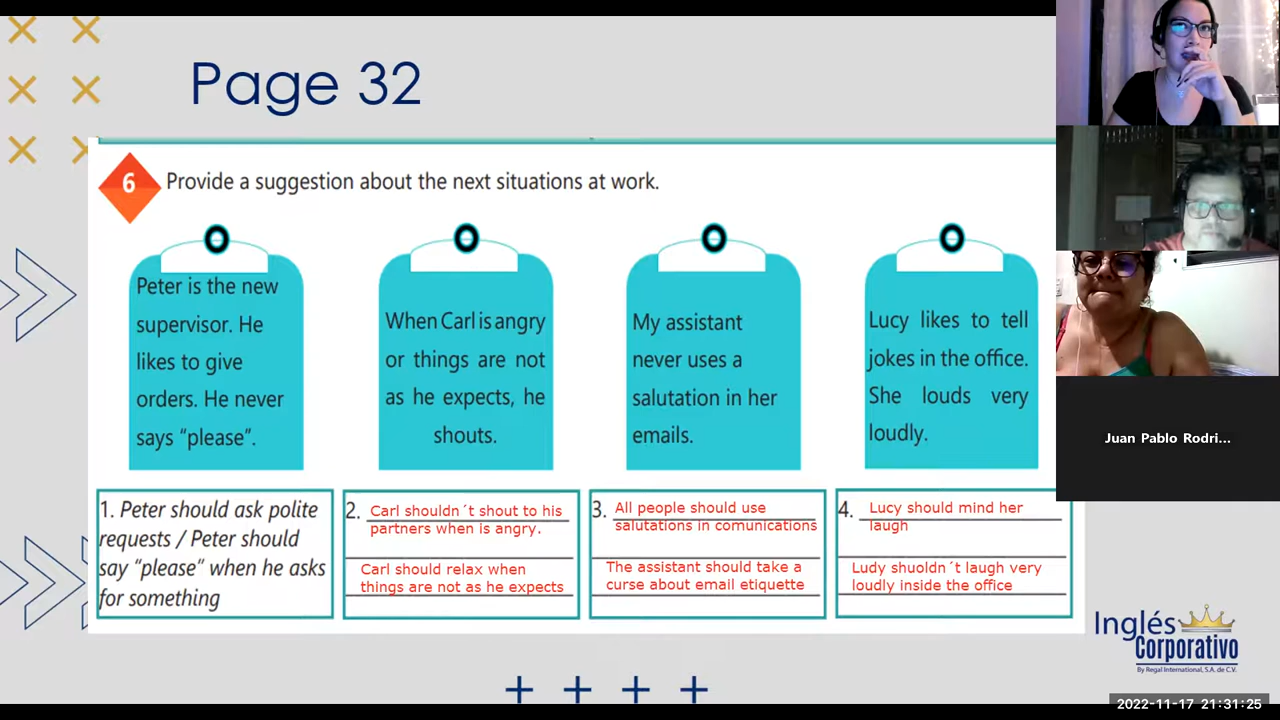 Page 32
6
Provide a suggestion about the next situations at work.
Peter is the new
supervisor. He
likes to give
orders. He never
says “please”.
When Carl is angry
or things are not
as he expects, he
shouts.
My assistant
never uses a
salutation in her
emails.
Lucy likes to tell
jokes in the office.
She louds very
loudly.
1. Peter should ask polite
requests / Peter should
say “please” when he asks
for something
2. Carl shouldn´t shout to his
partners when is angry.
Carl should relax when
things are not as he expects
3. All people should use
salutations in comunications
The assistant should take a
curse about email etiquette
4. Lucy should mind her
laugh
Ludy shuoldn´t laugh very
loudly inside the office
Juan Pablo Rodri...
Inglés
Corporativo
By Regal International, S.A. de C.V.
2022-11-17 21:31:25